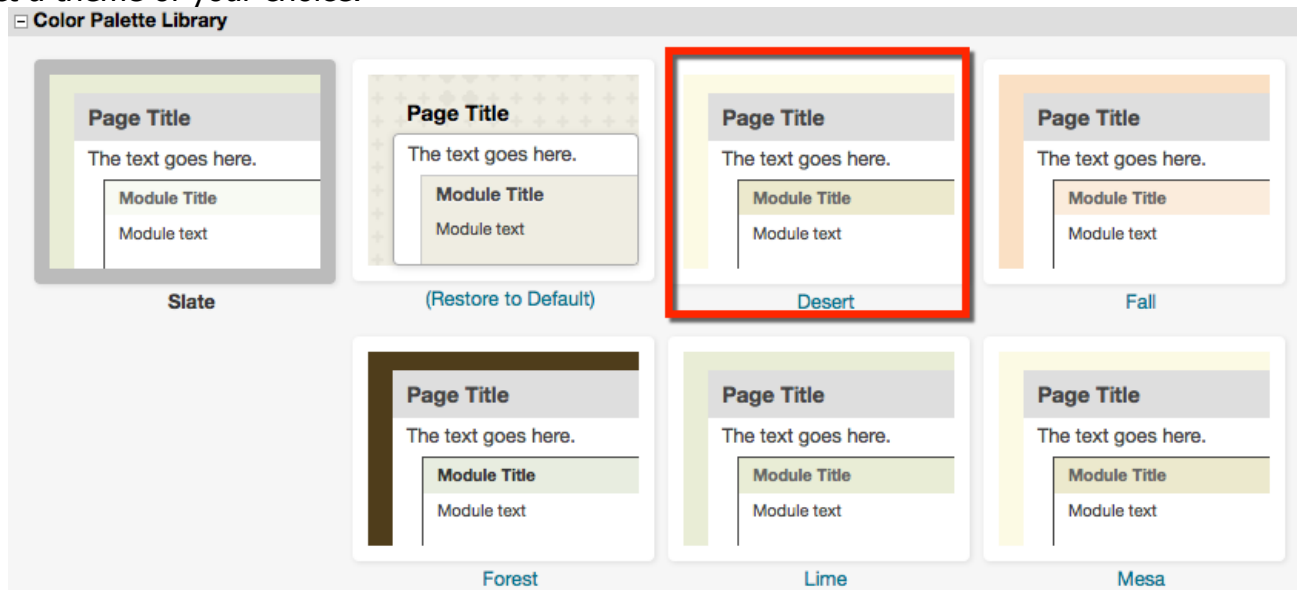 Color Palette Library
Page Title
The text goes here.
Module Title
Module text
Slate
Page Title
The text goes here.
Module Title
Module text
(Restore to Default)
Page Title
The text goes here.
Module Title
Module text
Desert
Page Title
The text goes here.
Module Title
Module text
Fall
Page Title
The text goes here.
Module Title
Module text
Forest
Page Title
The text goes here.
Module Title
Module text
Lime
Page Title
The text goes here.
Module Title
Module text
Mesa